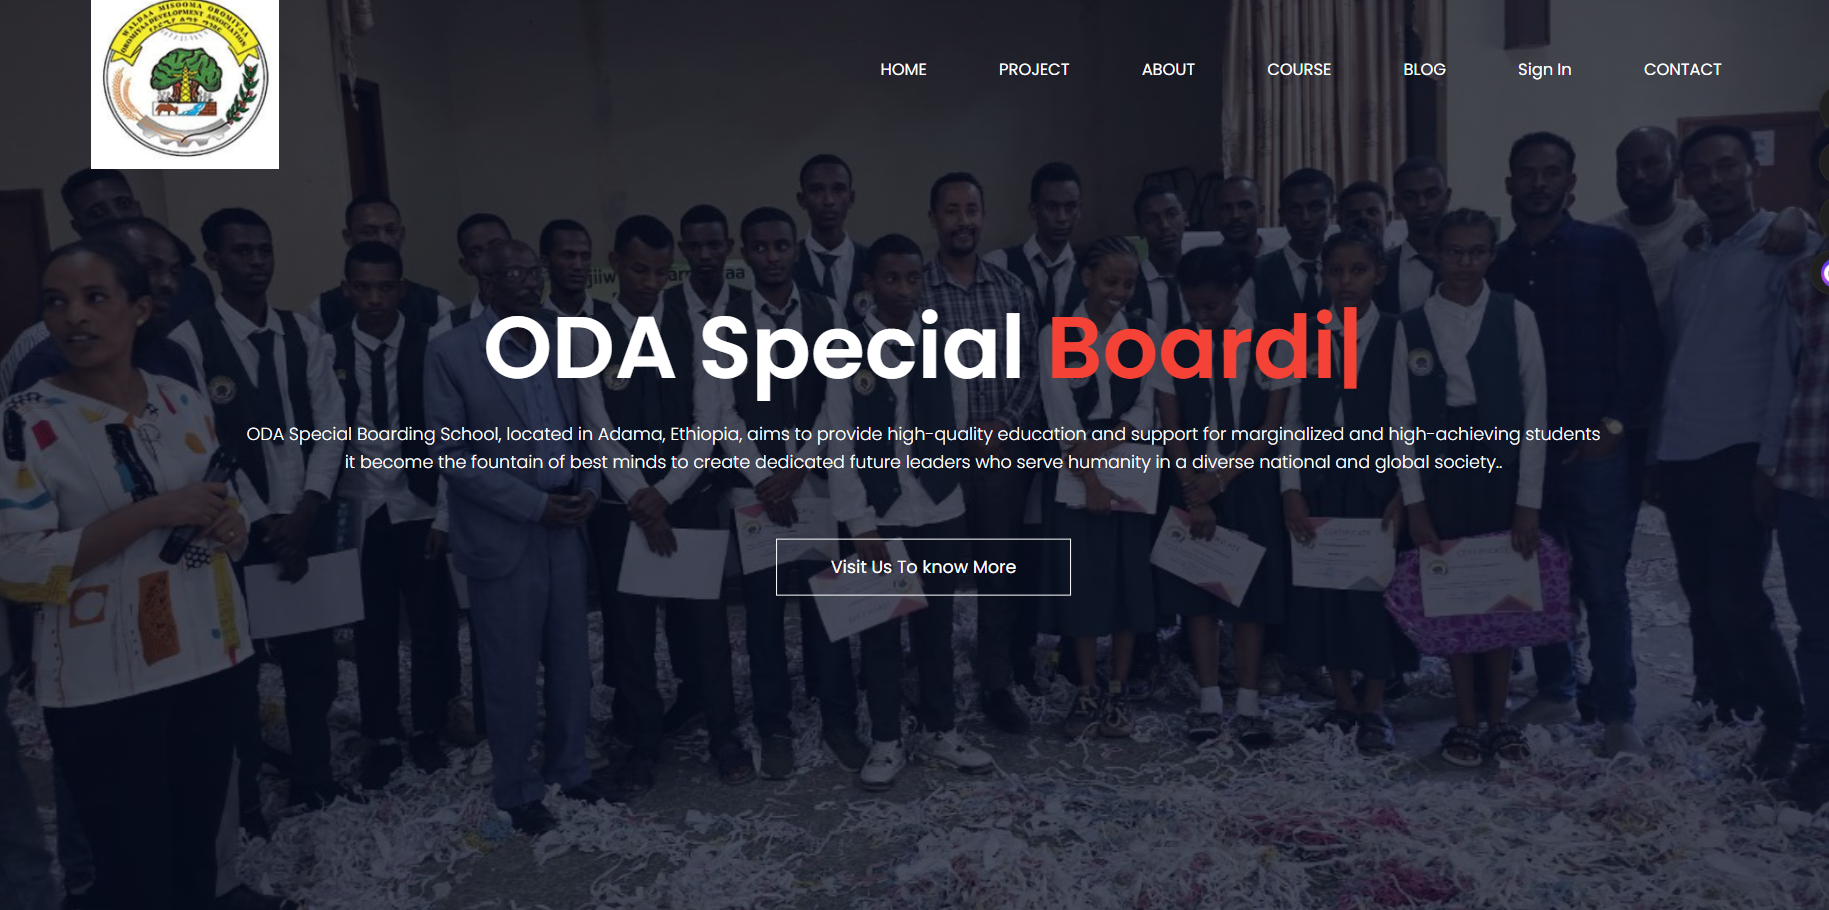 WALDAA MISOOMA OROMIYAA
OROMIYAA DEVELOPMENT ASSOCIATION
HOME PROJECT ABOUT COURSE BLOG Sign In CONTACT
ODA Special Boardi|
ODA Special Boarding School, located in Adama, Ethiopia, aims to provide high-quality education and support for marginalized and high-achieving students
it become the fountain of best minds to create dedicated future leaders who serve humanity in a diverse national and global society..
Visit Us To know More
CERTIFICATE